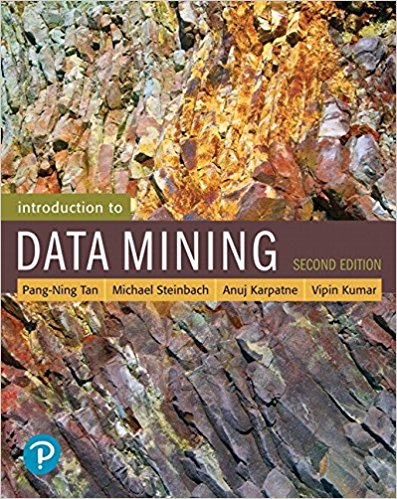 introduction to
DATA MINING SECOND EDITION
Pang-Ning Tan | Michael Steinbach | Anuj Karpatne | Vipin Kumar
P